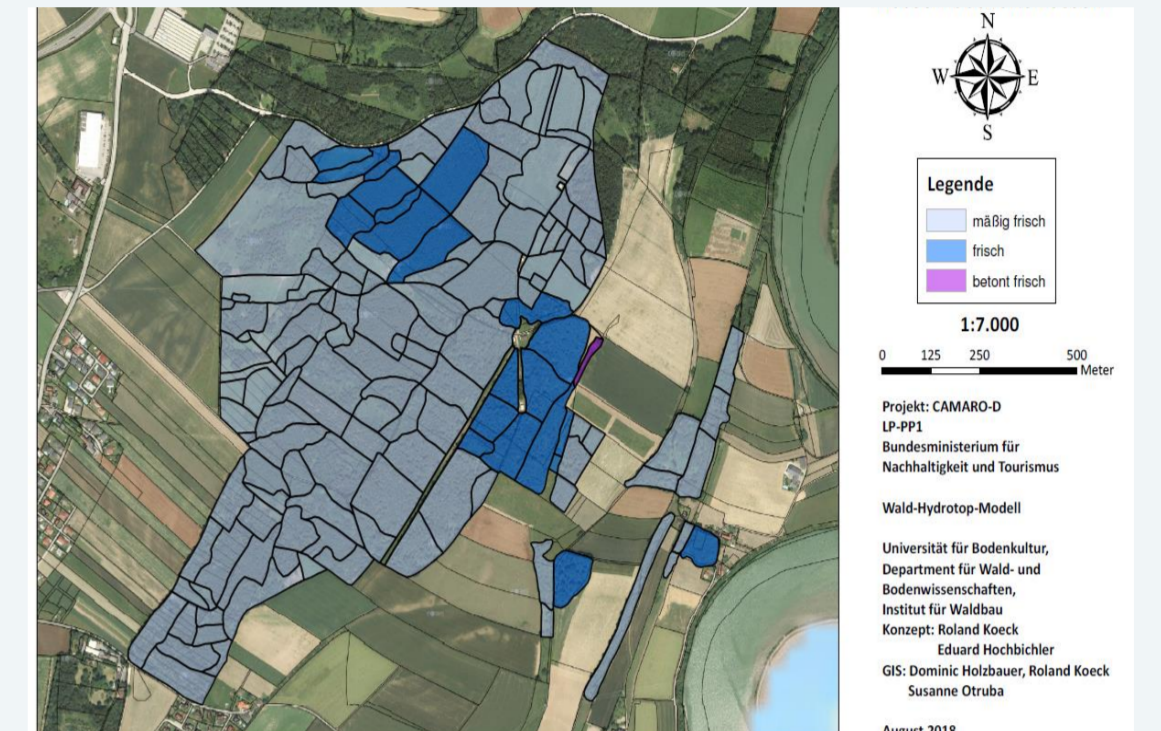 N
W E
S
Legende
mäßig frisch
frisch
betont frisch
1:7.000
0 125 250 500
Meter
Projekt: CAMARO-D
LP-PP1
Bundesministerium für
Nachhaltigkeit und Tourismus
Wald-Hydrotop-Modell
Universität für Bodenkultur,
Department für Wald- und
Bodenwissenschaften,
Institut für Waldbau
Konzept: Roland Koeck
Eduard Hochbichler
GIS: Dominic Holzbauer, Roland Koeck
Susanne Otruba
August 2018